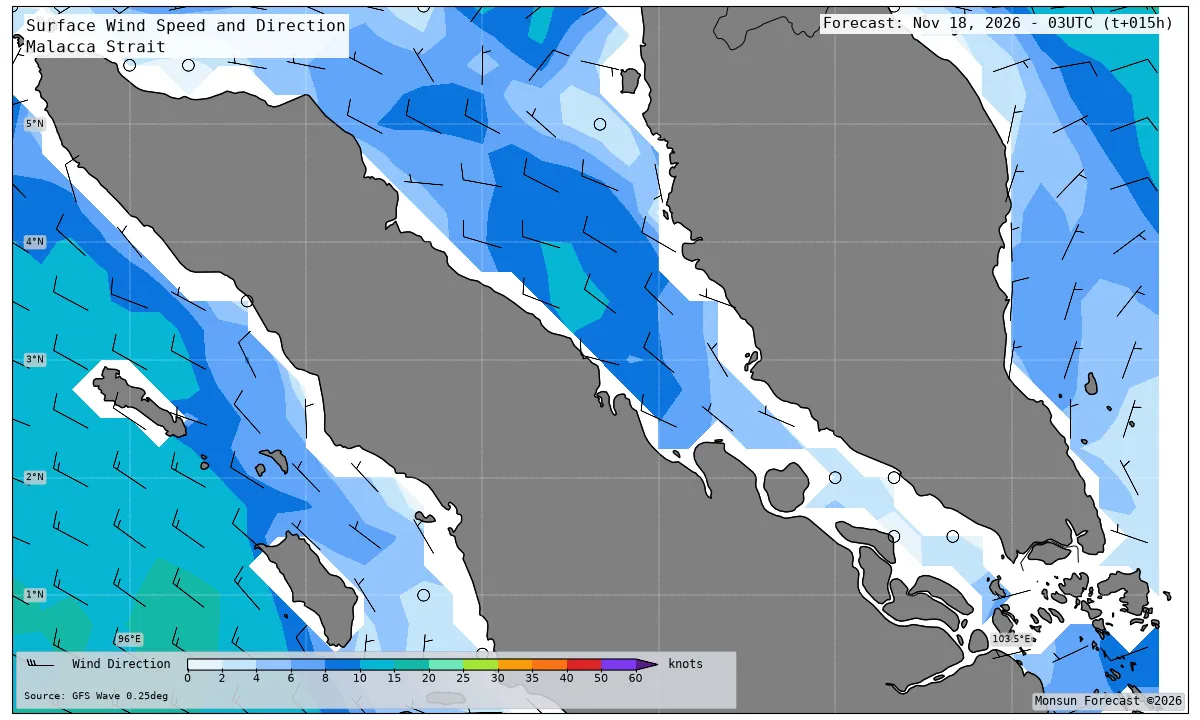 Surface Wind Speed and Direction
Malacca Strait
Forecast: Nov 18, 2026 - 03UTC (t+015h)
5°N
4°N
3°N
2°N
1°N
96°E
103.5°E
Wind Direction
knots
0 2 4 6 8 10 15 20 25 30 35 40 50 60
Source: GFS Wave 0.25deg
Monsun Forecast ©2026